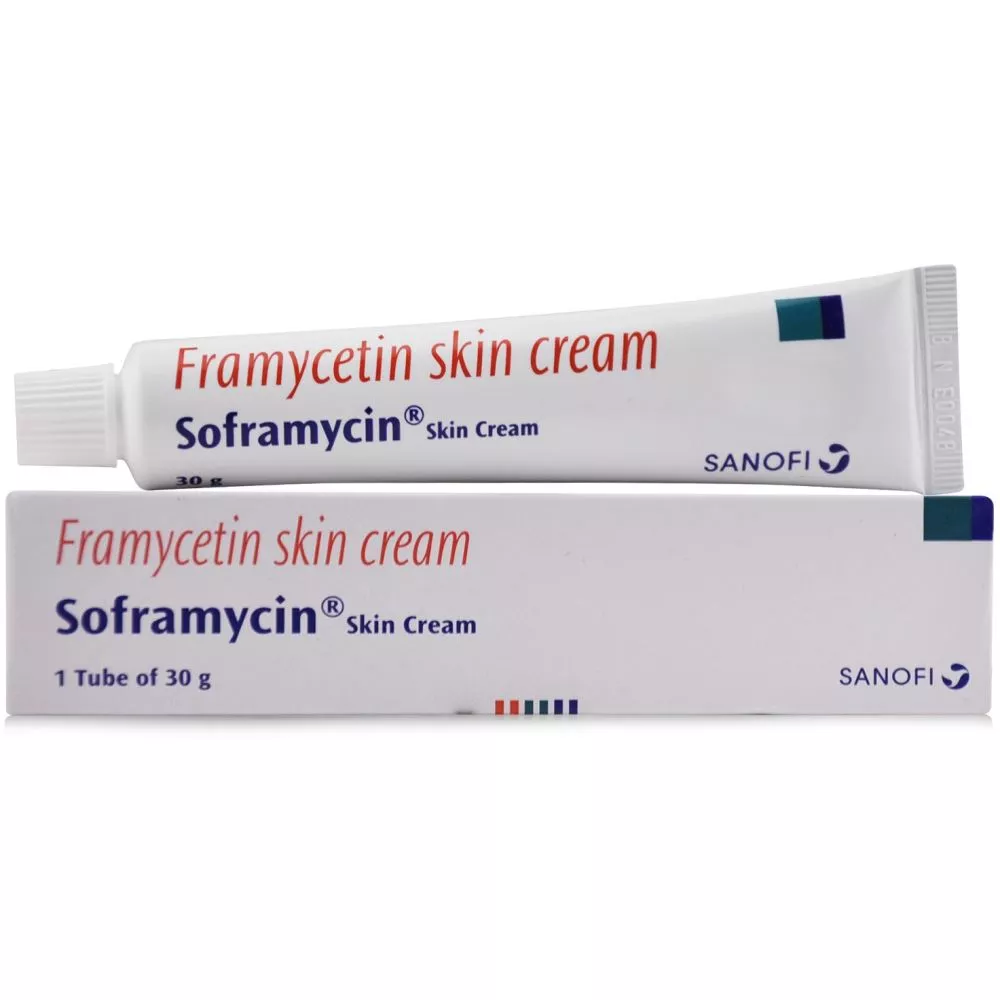 Framycetin skin cream
Soframycin® Skin Cream
30 g
SANOFI
B N E0048
Framycetin skin cream
Soframycin® Skin Cream
1 Tube of 30 g
SANOFI